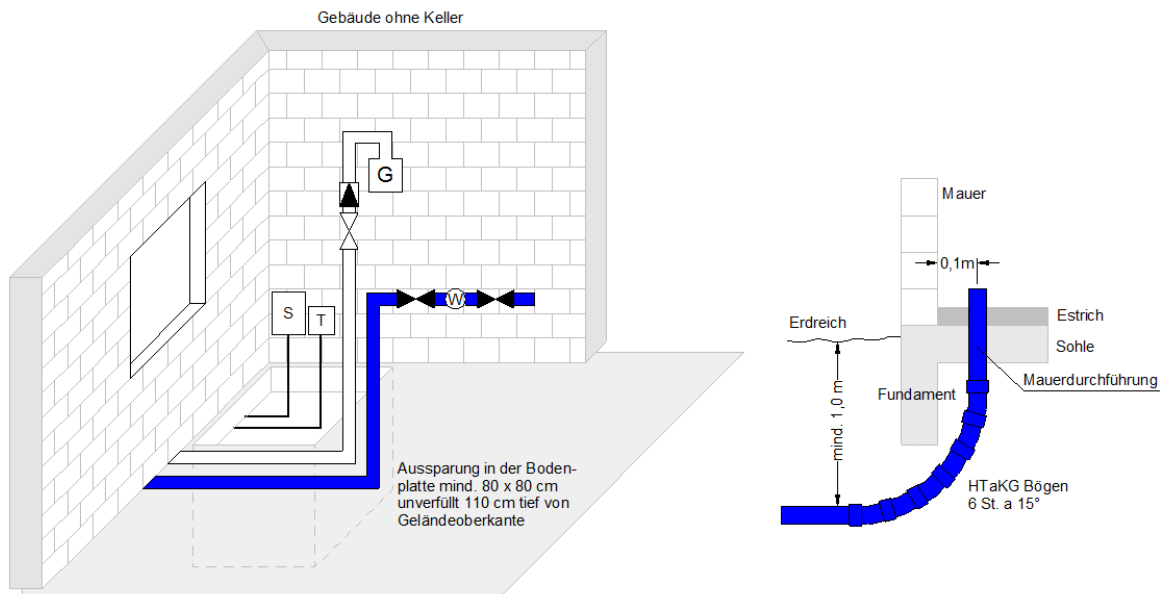 Gebäude ohne Keller
G
S
T
W
Aussparung in der Boden-
platte mind. 80 x 80 cm
unverfüllt 110 cm tief von
Geländeoberkante
Mauer
0,1m
Erdreich
Estrich
Sohle
Mauerdurchführung
Fundament
mind. 1,0 m
HTaKG Bögen
6 St. a 15°